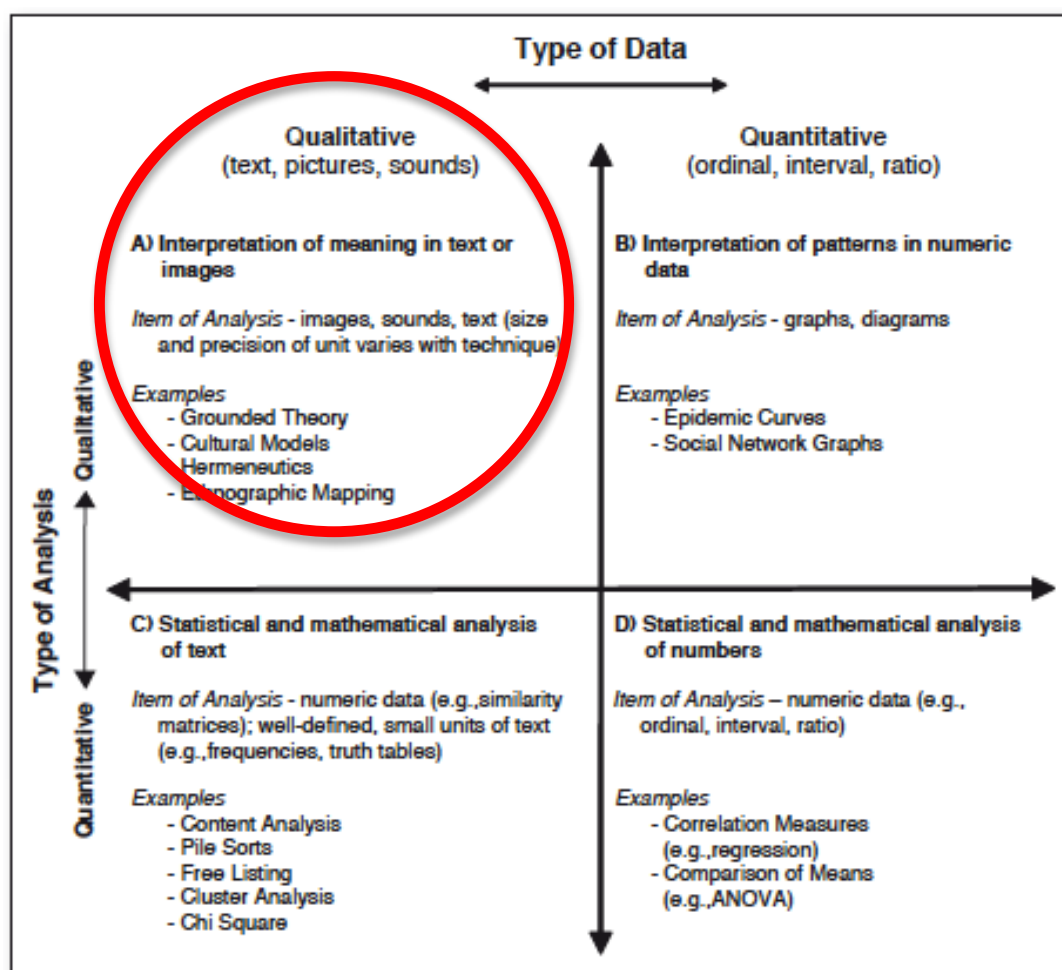 Type of Data
Qualitative
(text, pictures, sounds)
Quantitative
(ordinal, interval, ratio)
Type of Analysis
Qualitative
Quantitative
A) Interpretation of meaning in text or
images
Item of Analysis - images, sounds, text (size
and precision of unit varies with technique)
Examples
- Grounded Theory
- Cultural Models
Hermeneutics
- Ethnographic Mapping
B) Interpretation of patterns in numeric
data
Item of Analysis - graphs, diagrams
Examples
- Epidemic Curves
- Social Network Graphs
C) Statistical and mathematical analysis
of text
Item of Analysis - numeric data (e.g.,similarity
matrices); well-defined, small units of text
(e.g.,frequencies, truth tables)
Examples
- Content Analysis
- Pile Sorts
- Free Listing
- Cluster Analysis
- Chi Square
D) Statistical and mathematical analysis
of numbers
Item of Analysis – numeric data (e.g.,
ordinal, interval, ratio)
Examples
- Correlation Measures
(e.g.,regression)
- Comparison of Means
(e.g.,ANOVA)